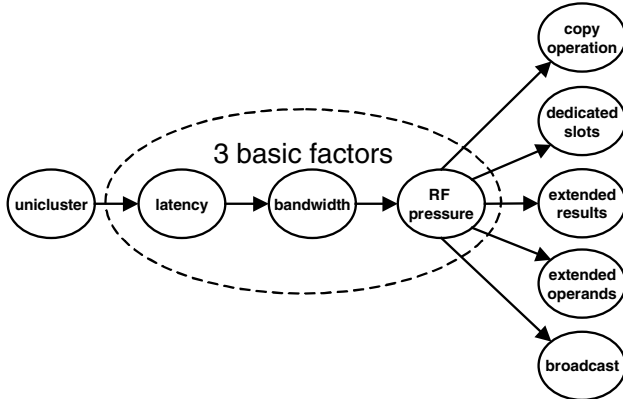 copy
operation
dedicated
slots
3 basic factors
unicluster
latency
bandwidth
RF
pressure
extended
results
extended
operands
broadcast